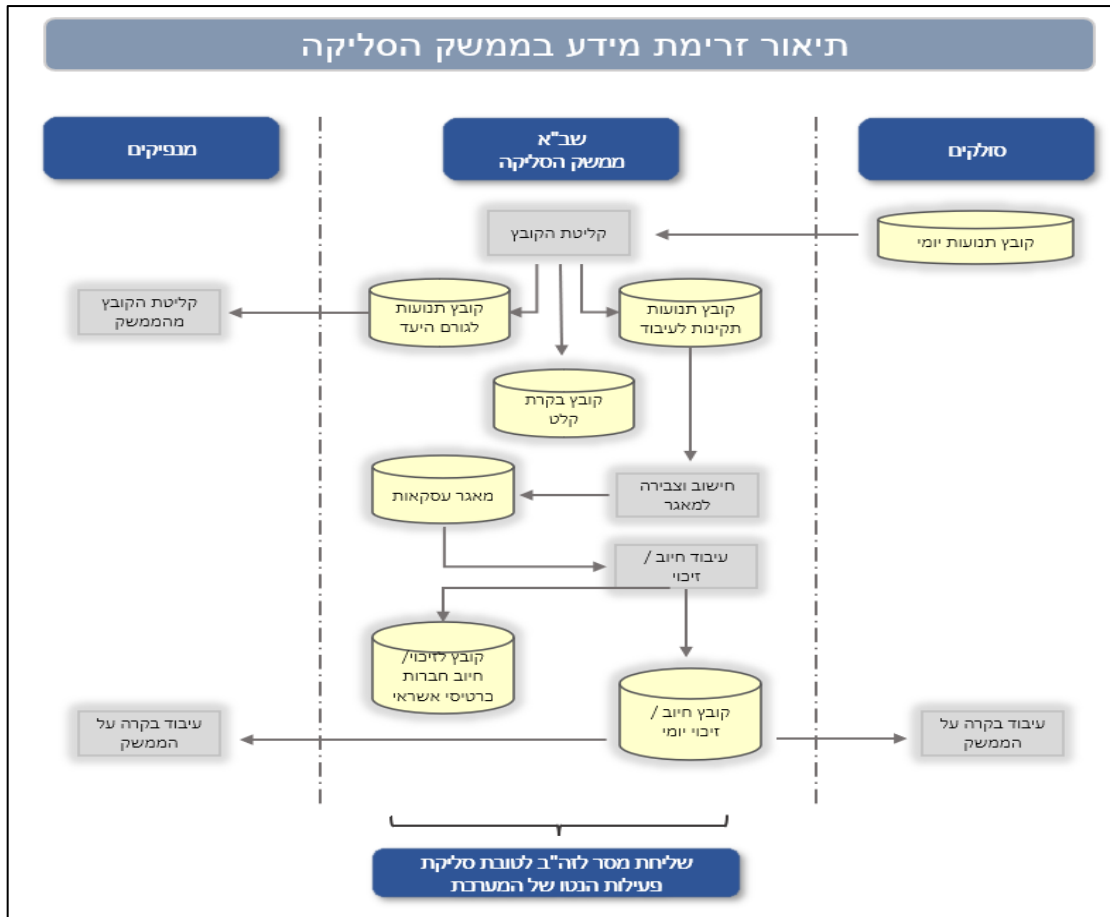 תיאור זרימת מידע בממשק הסליקה
סולקים
שב"א
ממשק הסליקה
מנפיקים
קובץ תנועות יומי
קליטת הקובץ
קובץ תנועות
תקינות לעיבוד
קובץ תנועות
לגורם היעד
קליטת הקובץ
מהממשק
קובץ בקרת
קלט
חישוב וצבירה
למאגר
מאגר עסקאות
עיבוד חיוב /
זיכוי
קובץ לזיכוי/
חיוב חברות
כרטיסי אשראי
קובץ חיוב /
זיכוי יומי
עיבוד בקרה על
הממשק
עיבוד בקרה על
הממשק
שליחת מסר לזה"ב לטובת סליקת
פעילות הנטו של המערכת